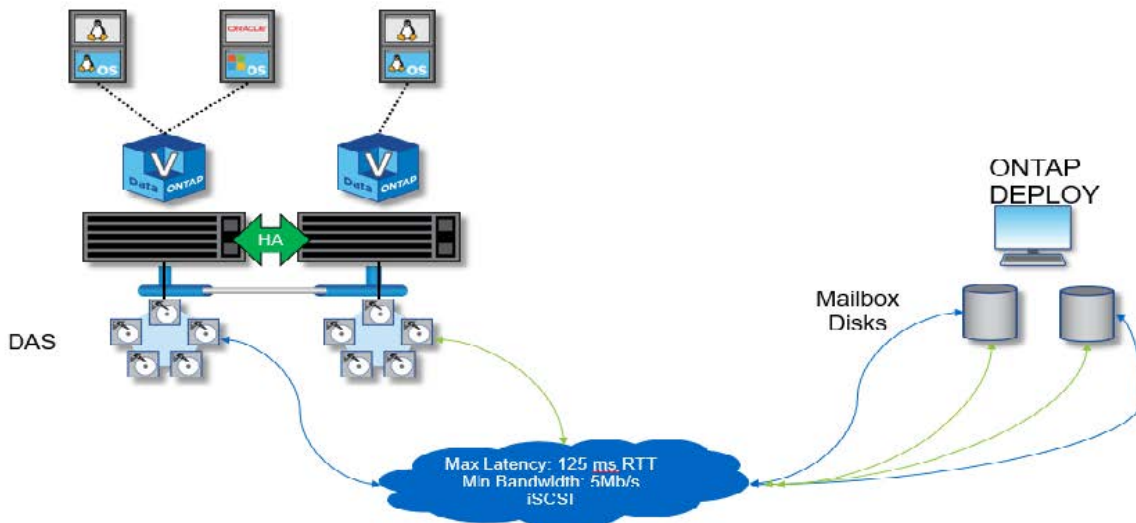 ORACLE
OS
OS
OS
V
Data ONTAP
V
Data ONTAP
HA
ONTAP
DEPLOY
Mailbox
Disks
DAS
Max Latency: 125 ms RTT
Min Bandwidth: 5Mb/s
iSCSI